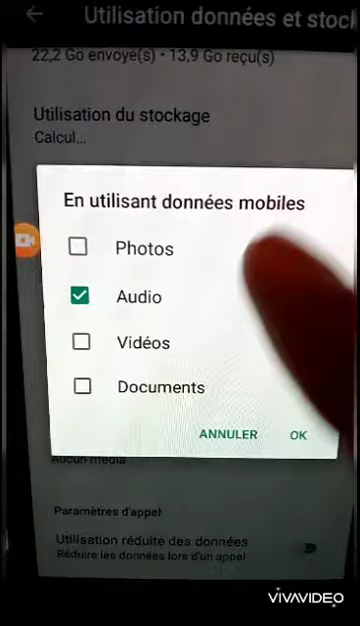 Utilisation données et stock
22,2 Go envoyé(s) • 13,9 Go reçu(s)
Utilisation du stockage
Calcul...
En utilisant données mobiles
Photos
Audio
Vidéos
Documents
ANNULER OK
Aucun média
Paramètres d'appel
Utilisation réduite des données
Réduire les données lors d'un appel
VIVAVIDEO